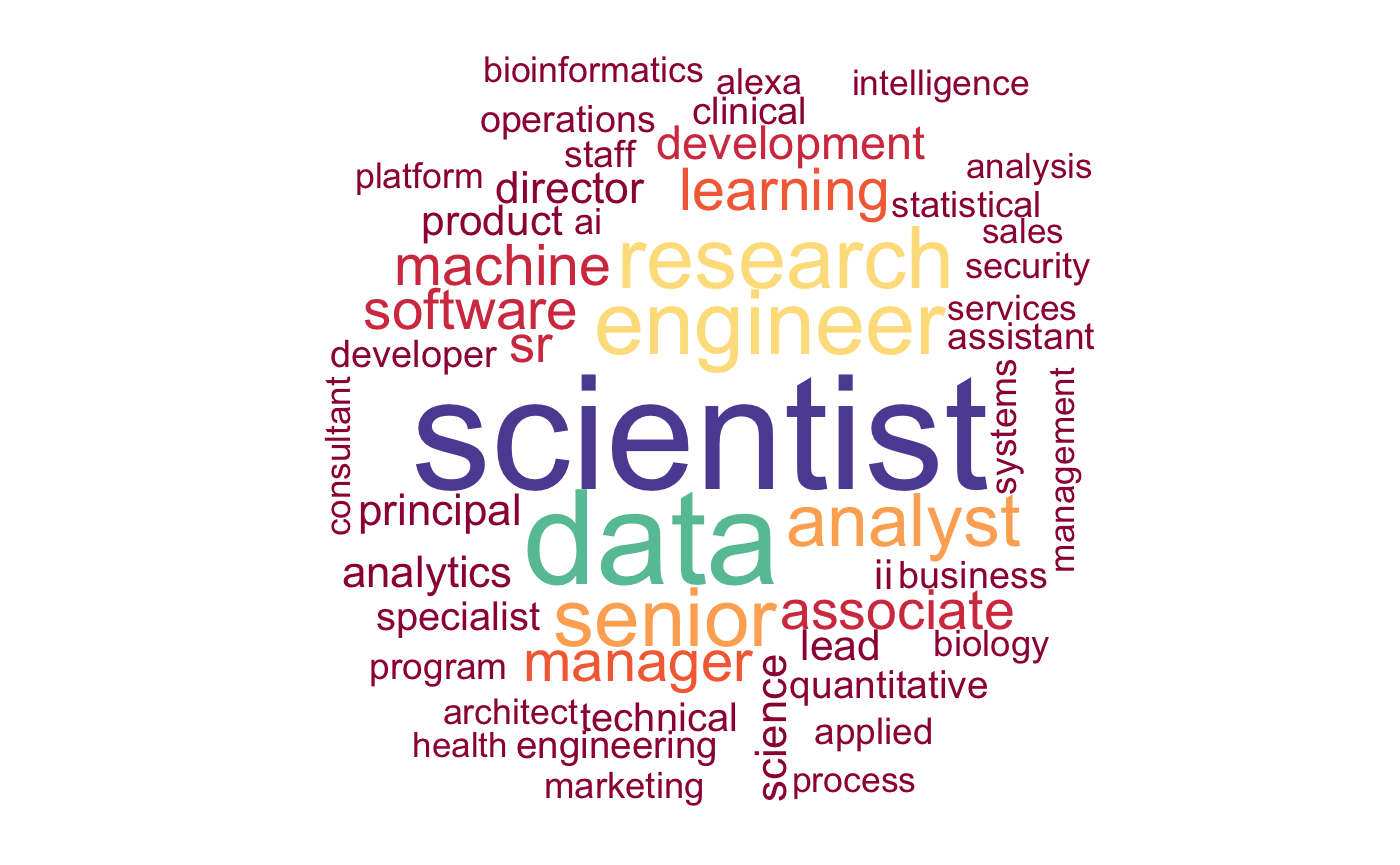 bioinformatics
alexa
intelligence
operations
clinical
staff
development
analysis
platform
director
learning
statistical
product
ai
sales
machine
research
security
software
engineer
services
developer
sr
assistant
consultant
scientist
systems
management
principal
data
analyst
analytics
ii
business
specialist
senior
associate
program
manager
lead
biology
science
quantitative
architect
technical
applied
health
engineering
marketing
process